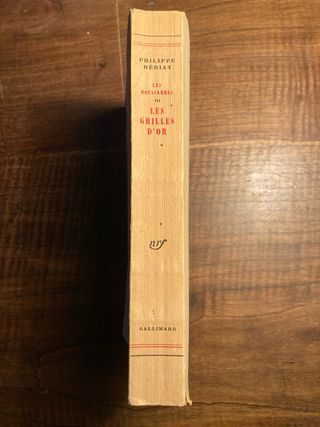 PHILIPPE
HÉRIAT
LES
BOUSSARDEL
III
LES
GRILLES
D'OR
nrf
GALLIMARD